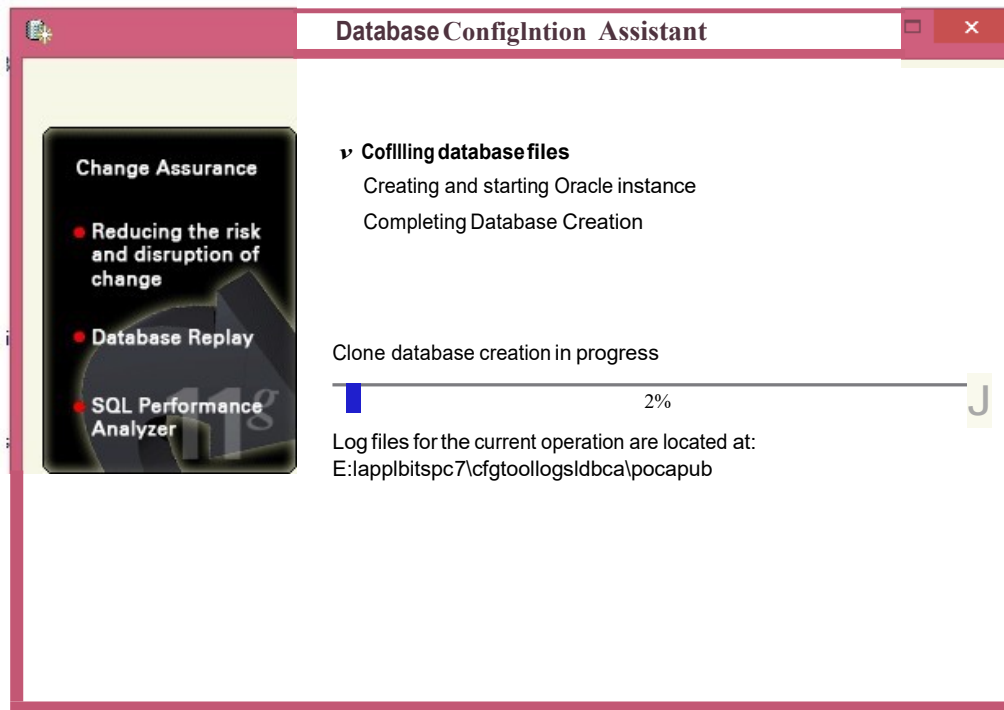 Database ConfigIntion Assistant
Change Assurance
Reducing the risk
and disruption of
change
Database Replay
SQL Performance
Analyzer
11g
ν Cofllling database files
Creating and starting Oracle instance
Completing Database Creation
Clone database creation in progress
2%
J
Log files for the current operation are located at:
E:lapplbitspc7\cfgtoollogsldbca\pocapub